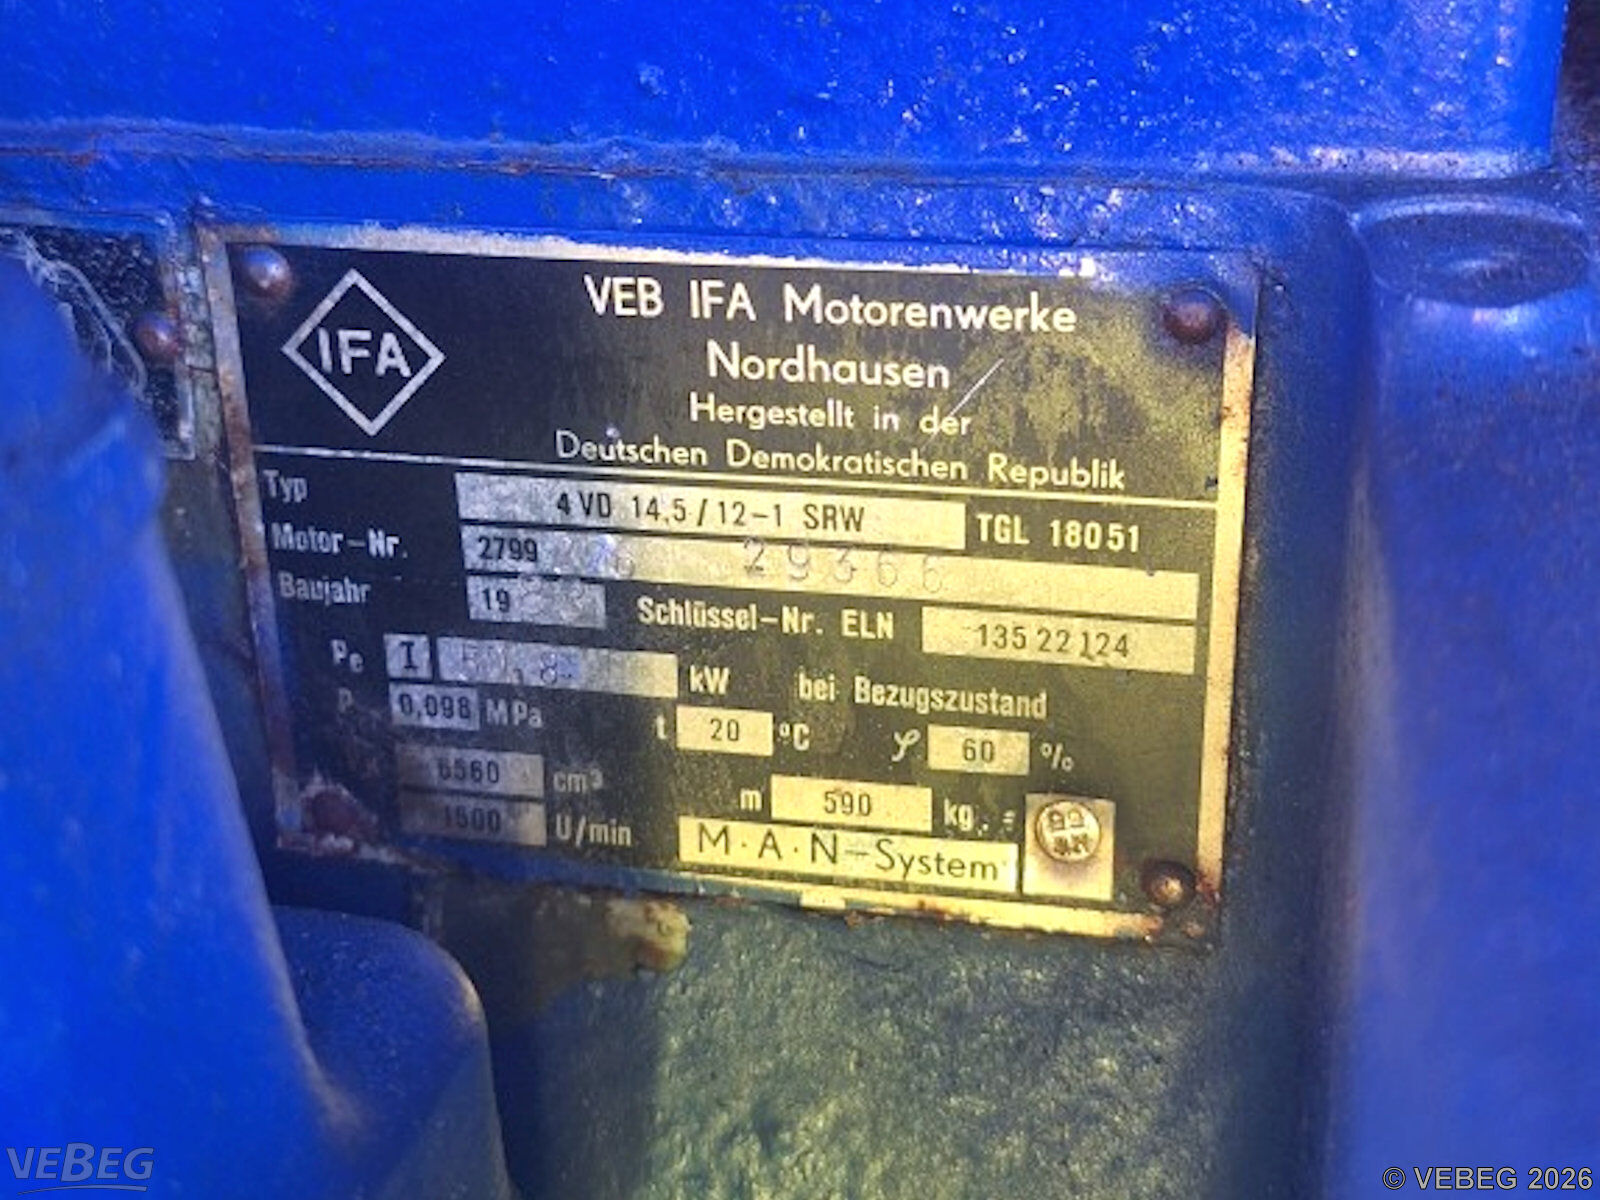 IFA
VEB IFA Motorenwerke
Nordhausen
Hergestellt in der
Deutschen Demokratischen Republik
Typ 4 VD 14,5/12-1 SRW TGL 18051
Motor-Nr. 2799 29366
Baujahr 19 Schlüssel-Nr. ELN 135 22 124
Pe I kW bei Bezugszustand
P 0,098 MPa t 20 °C φ 60 %
6560 cm³ m 590 kg
1500 U/min M·A·N-System
VEBEG
© VEBEG 2026